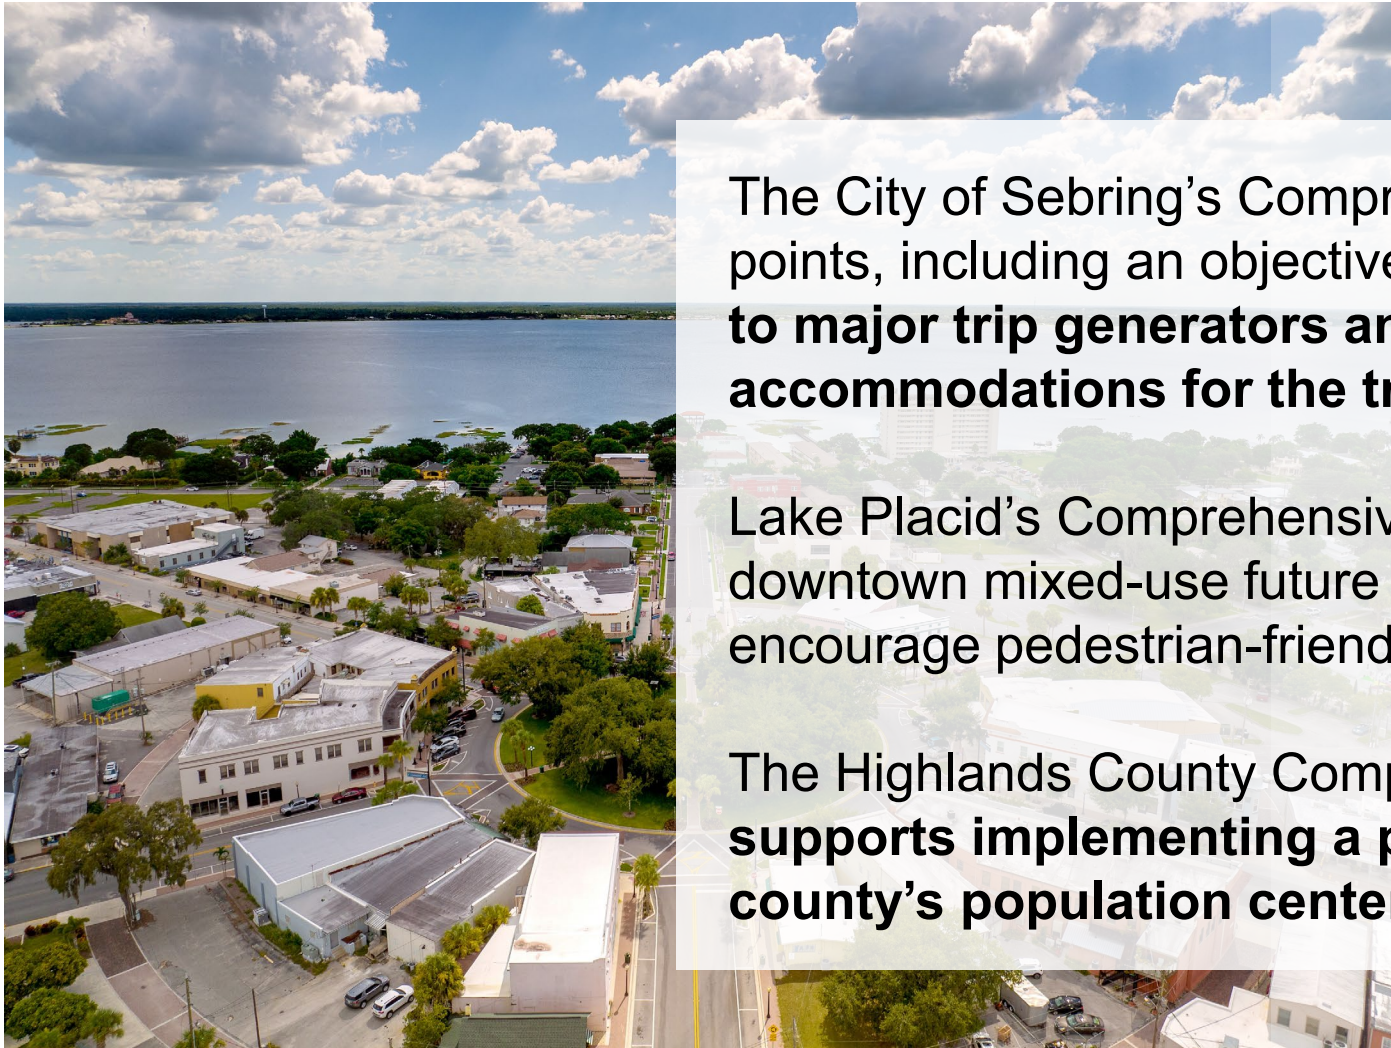 The City of Sebring’s Compr
points, including an objective
to major trip generators an
accommodations for the tr
Lake Placid’s Comprehensiv
downtown mixed-use future
encourage pedestrian-friend
The Highlands County Comp
supports implementing a p
county’s population cente